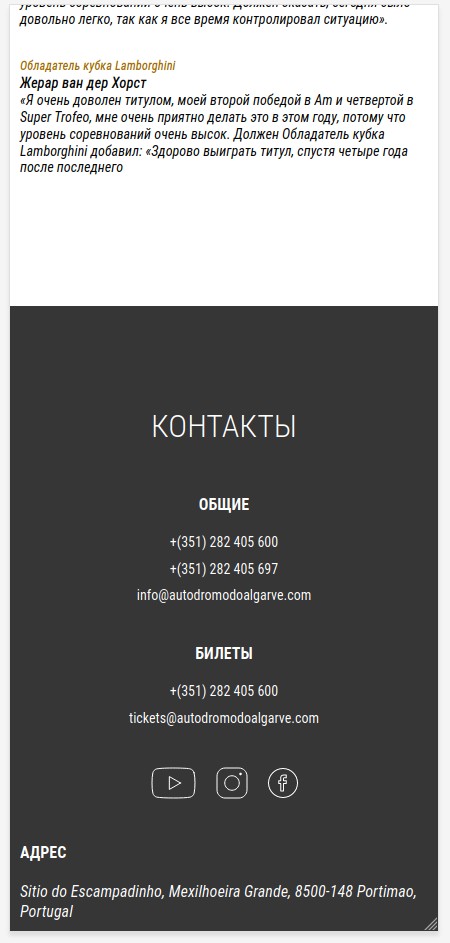 довольно легко, так как я все время контролировал ситуацию».
Обладатель кубка Lamborghini
Жерар ван дер Хорст
«Я очень доволен титулом, моей второй победой в Am и четвертой в
Super Trofeo, мне очень приятно делать это в этом году, потому что
уровень соревнований очень высок. Должен Обладатель кубка
Lamborghini добавил: «Здорово выиграть титул, спустя четыре года
после последнего
КОНТАКТЫ
ОБЩИЕ
+(351) 282 405 600
+(351) 282 405 697
info@autodromodoalgarve.com
БИЛЕТЫ
+(351) 282 405 600
tickets@autodromodoalgarve.com
АДРЕС
Sitio do Escampadinho, Mexilhoeira Grande, 8500-148 Portimao,
Portugal